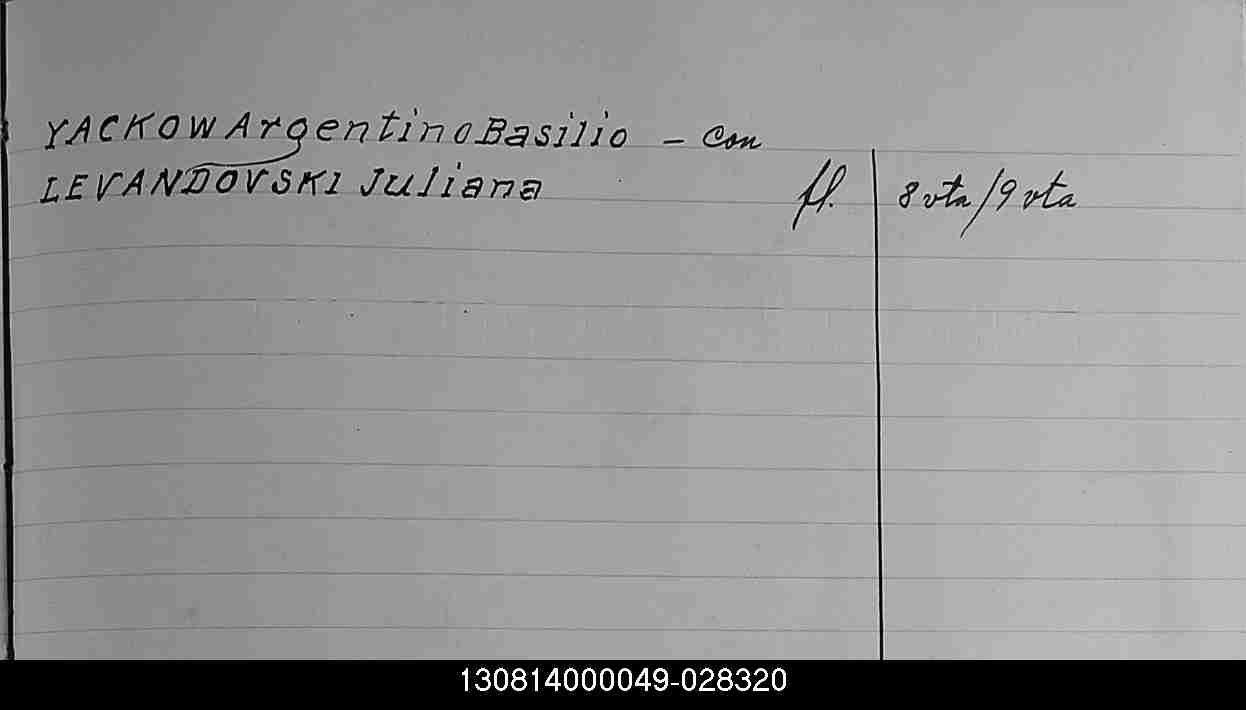 YACKOW Argentino Basilio - con
LEVANDOVSKI Juliana fl. 8 vta/9 vta
130814000049-028320